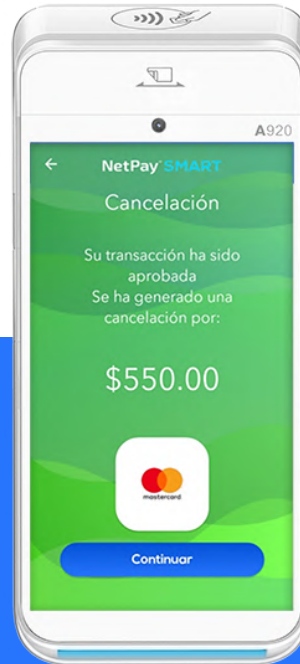 A920
NetPay SMART
Cancelación
Su transacción ha sido
aprobada
Se ha generado una
cancelación por:
$550.00
mastercard
Continuar